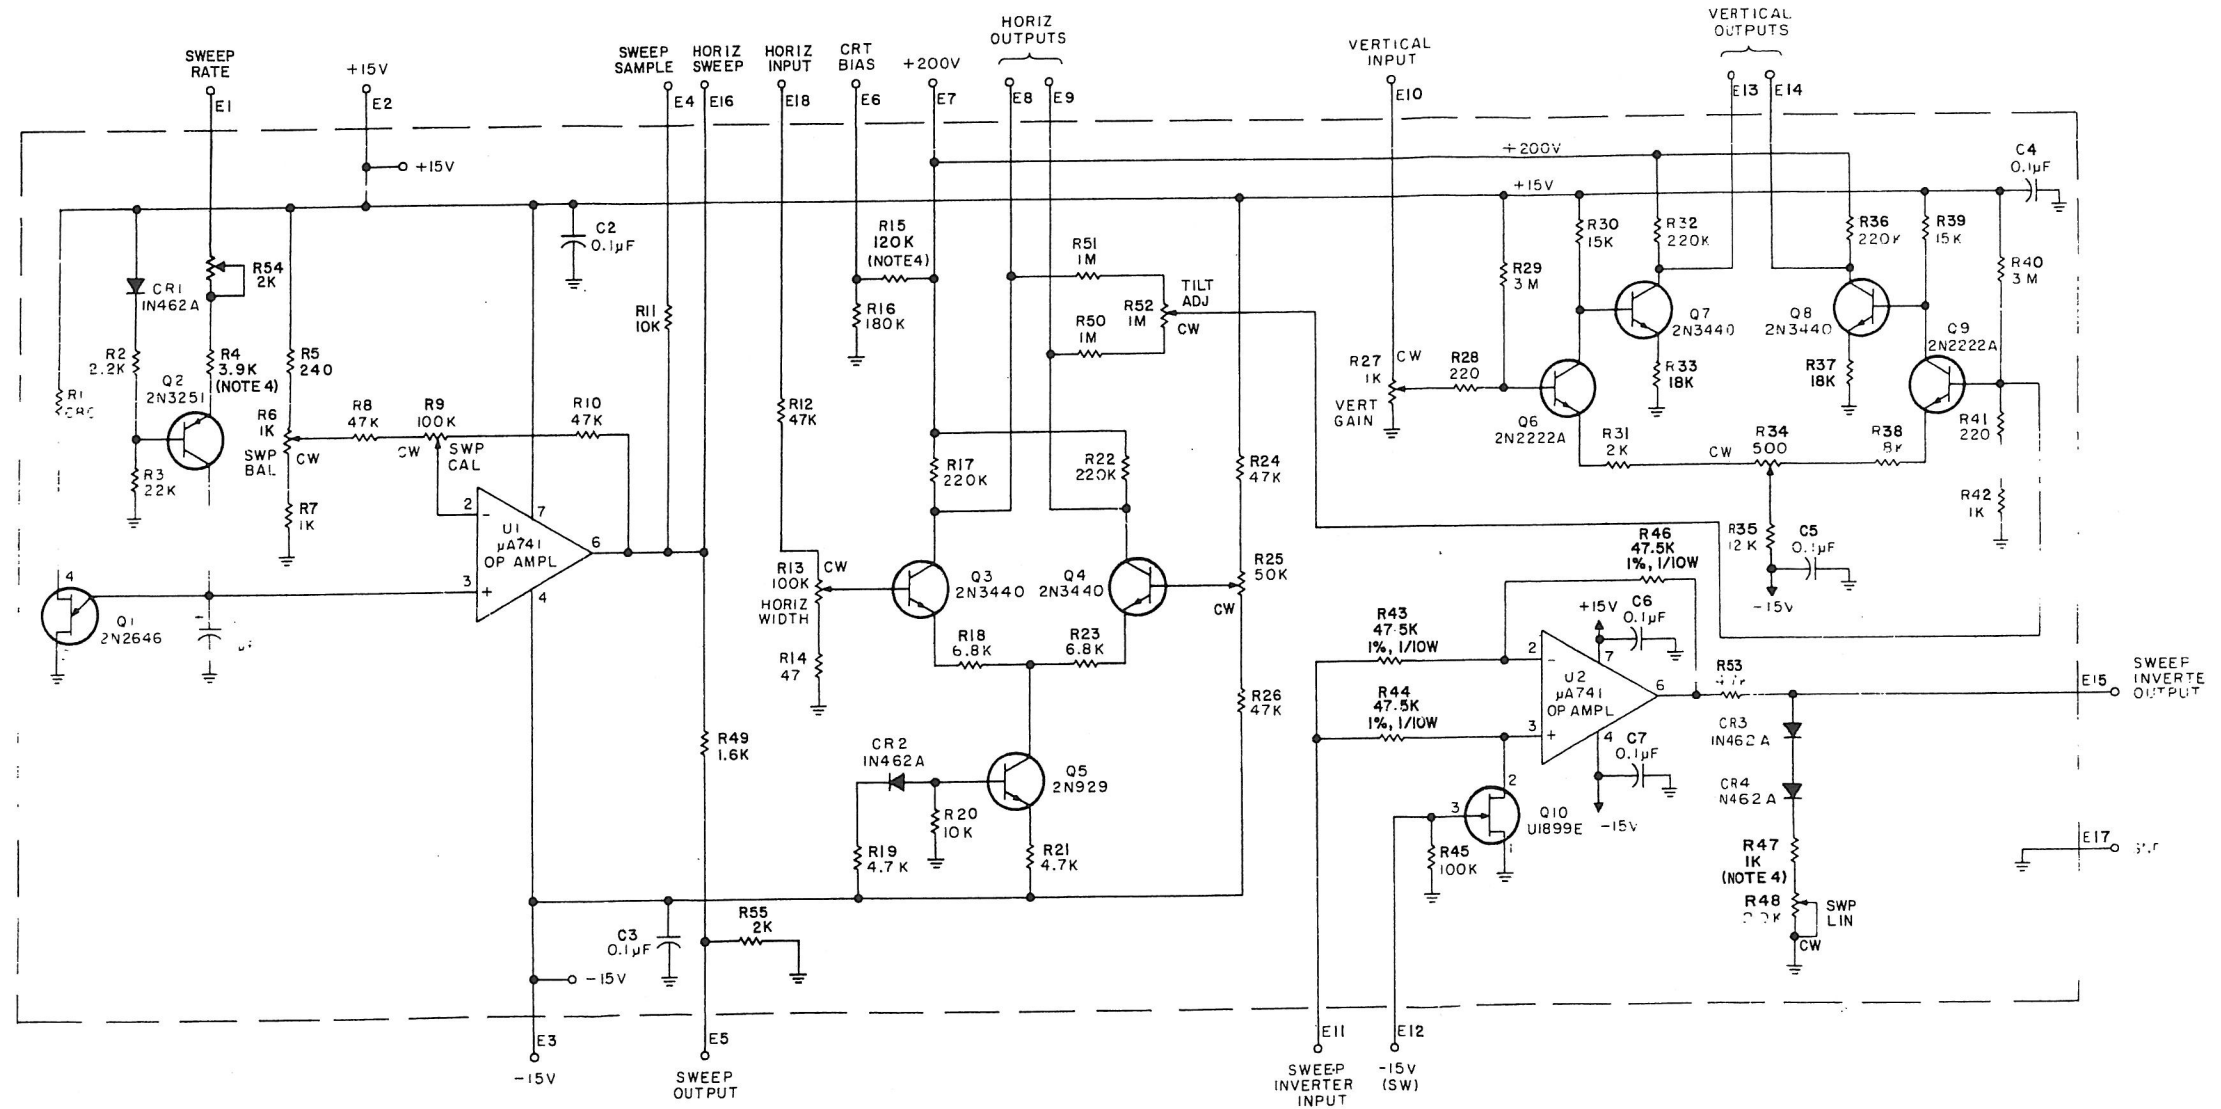 SWEEP
RATE
E1
+15V
E2
+15V
SWEEP
SAMPLE
E4
HORIZ
SWEEP
E16
HORIZ
INPUT
E18
CRT
BIAS
E6
+200V
E7
HORIZ
OUTPUTS
E8
E9
VERTICAL
INPUT
E10
VERTICAL
OUTPUTS
E13
E14
+200V
+15V
C4
0.1µF
CR1
1N462A
R54
2K
C2
0.1µF
R15
120K
(NOTE4)
R16
180K
R11
10K
R51
1M
R50
1M
R52
1M
TILT
ADJ
CW
R30
15K
R32
220K
R36
220K
R39
15K
R29
3M
R40
3M
Q7
2N3440
Q8
2N3440
Q9
2N2222A
R1
R2
2.2K
Q2
2N3251
R4
3.9K
(NOTE 4)
R5
240
R6
1K
SWP
BAL
CW
R8
47K
R9
100K
CW
SWP
CAL
R10
47K
R12
47K
R3
22K
R7
1K
R27
1K
CW
VERT
GAIN
R28
220
R33
18K
R37
18K
Q6
2N2222A
R31
2K
CW
R34
500
R38
8K
R41
220
R42
1K
R17
220K
R22
220K
R24
47K
2
-
7
U1
µA741
OP AMPL
6
3
+
4
R35
12K
C5
0.1µF
-15V
4
Q1
2N2646
R13
100K
CW
HORIZ
WIDTH
R14
47
Q3
2N3440
Q4
2N3440
R25
50K
CW
R18
6.8K
R23
6.8K
R26
47K
R46
47.5K
1%, 1/10W
R43
47.5K
1%, 1/10W
R44
47.5K
1%, 1/10W
+15V
C6
0.1µF
2
-
7
U2
µA741
OP AMPL
6
3
+
4
C7
0.1µF
-15V
R53
SWEEP
OUTPUT
E15
CR3
1N462A
CR4
N462A
R49
1.6K
CR2
1N462A
Q5
2N929
R20
10K
R19
4.7K
R21
4.7K
2
3
Q10
U1899E
1
R45
100K
R47
1K
(NOTE 4)
R48
SWP
LIN
CW
E17
C3
0.1µF
R55
2K
-15V
E3
-15V
E5
SWEEP
OUTPUT
E11
SWEEP
INVERTER
INPUT
E12
-15V
(SW)